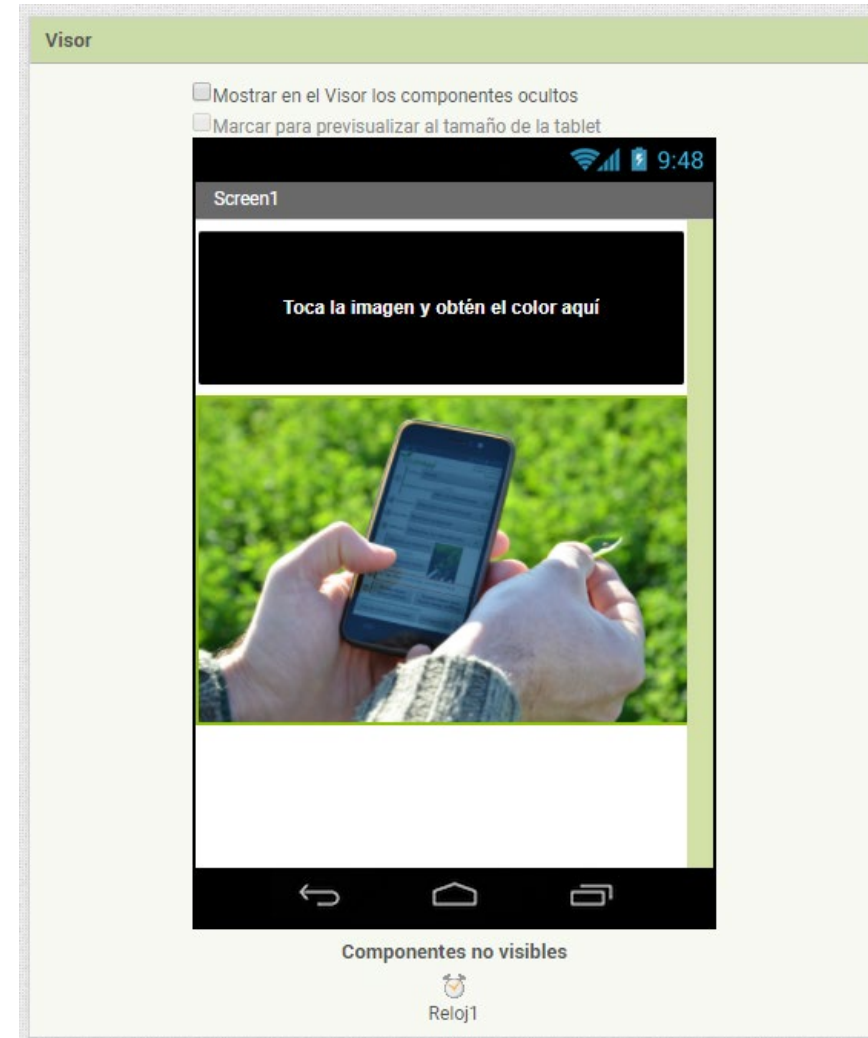 Visor
Mostrar en el Visor los componentes ocultos
Marcar para previsualizar al tamaño de la tablet
9:48
Screen1
Toca la imagen y obtén el color aquí
Componentes no visibles
Reloj1